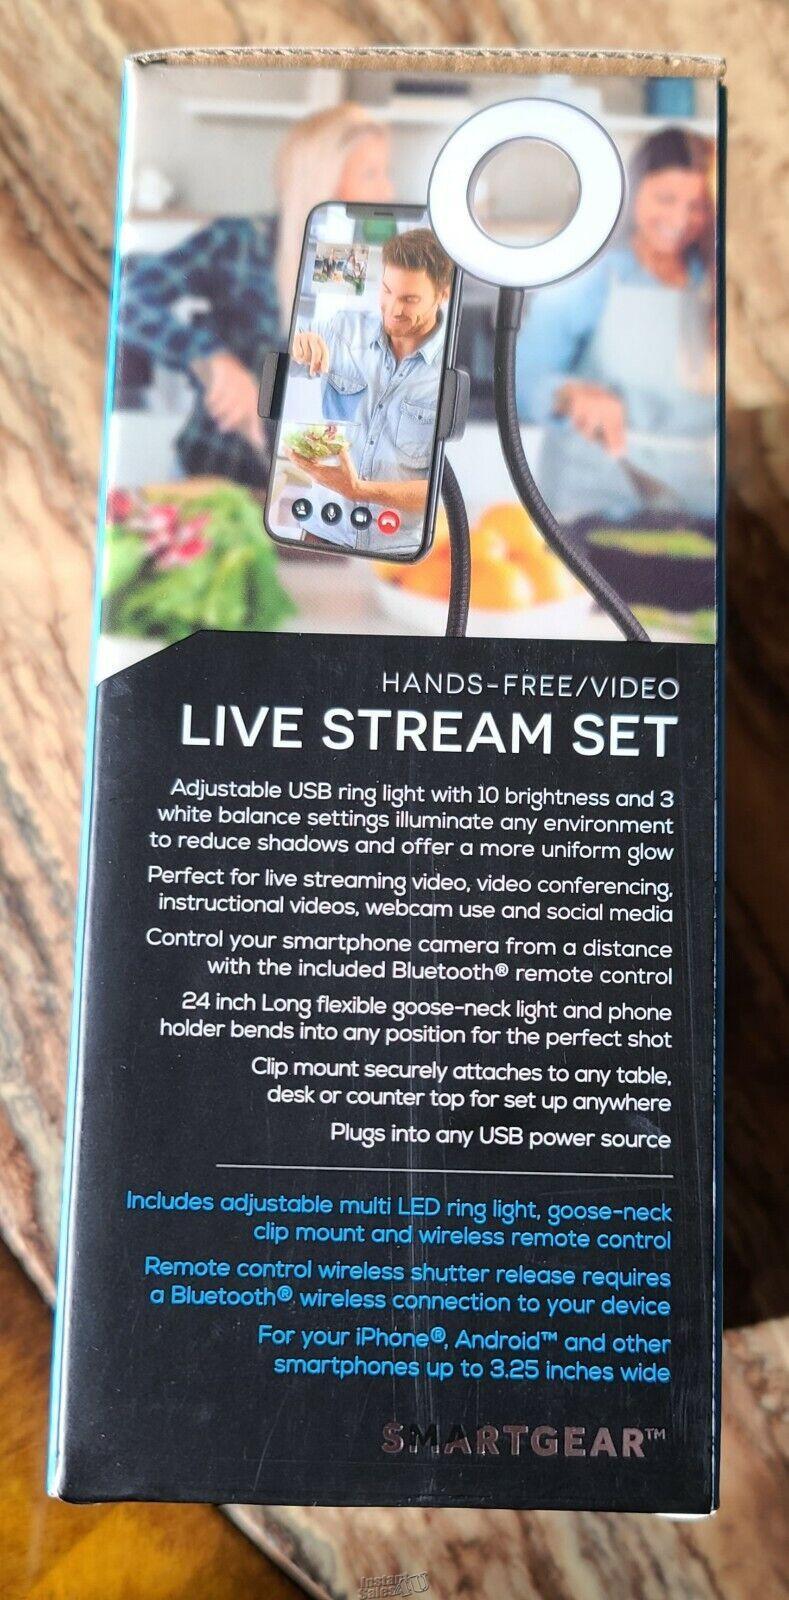 HANDS-FREE/VIDEO
LIVE STREAM SET
Adjustable USB ring light with 10 brightness and 3
white balance settings illuminate any environment
to reduce shadows and offer a more uniform glow
Perfect for live streaming video, video conferencing,
instructional videos, webcam use and social media
Control your smartphone camera from a distance
with the included Bluetooth® remote control
24 inch Long flexible goose-neck light and phone
holder bends into any position for the perfect shot
Clip mount securely attaches to any table,
desk or counter top for set up anywhere
Plugs into any USB power source
Includes adjustable multi LED ring light, goose-neck
clip mount and wireless remote control
Remote control wireless shutter release requires
a Bluetooth® wireless connection to your device
For your iPhone®, Android™ and other
smartphones up to 3.25 inches wide
SMARTGEAR™
Instant
Sales4U